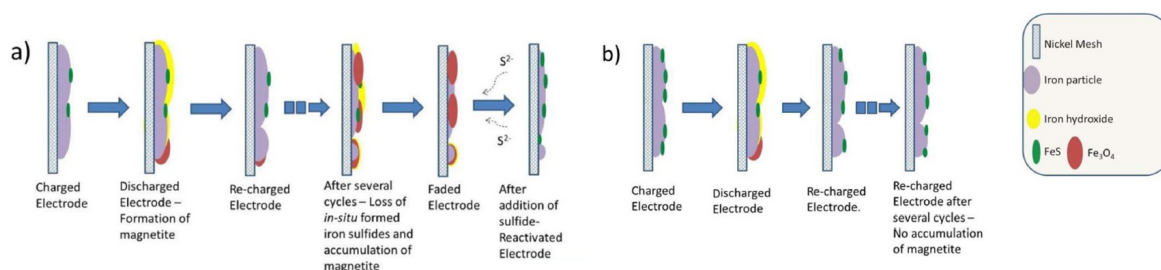 a)
Charged
Electrode
Discharged
Electrode –
Formation of
magnetite
Re-charged
Electrode
After several
cycles – Loss of
in-situ formed
iron sulfides and
accumulation of
magnetite
Faded
Electrode
S²⁻
S²⁻
After
addition of
sulfide-
Reactivated
Electrode
b)
Charged
Electrode
Discharged
Electrode
Re-charged
Electrode.
Re-charged
Electrode after
several cycles –
No accumulation
of magnetite
Nickel Mesh
Iron particle
Iron hydroxide
FeS
Fe₃O₄